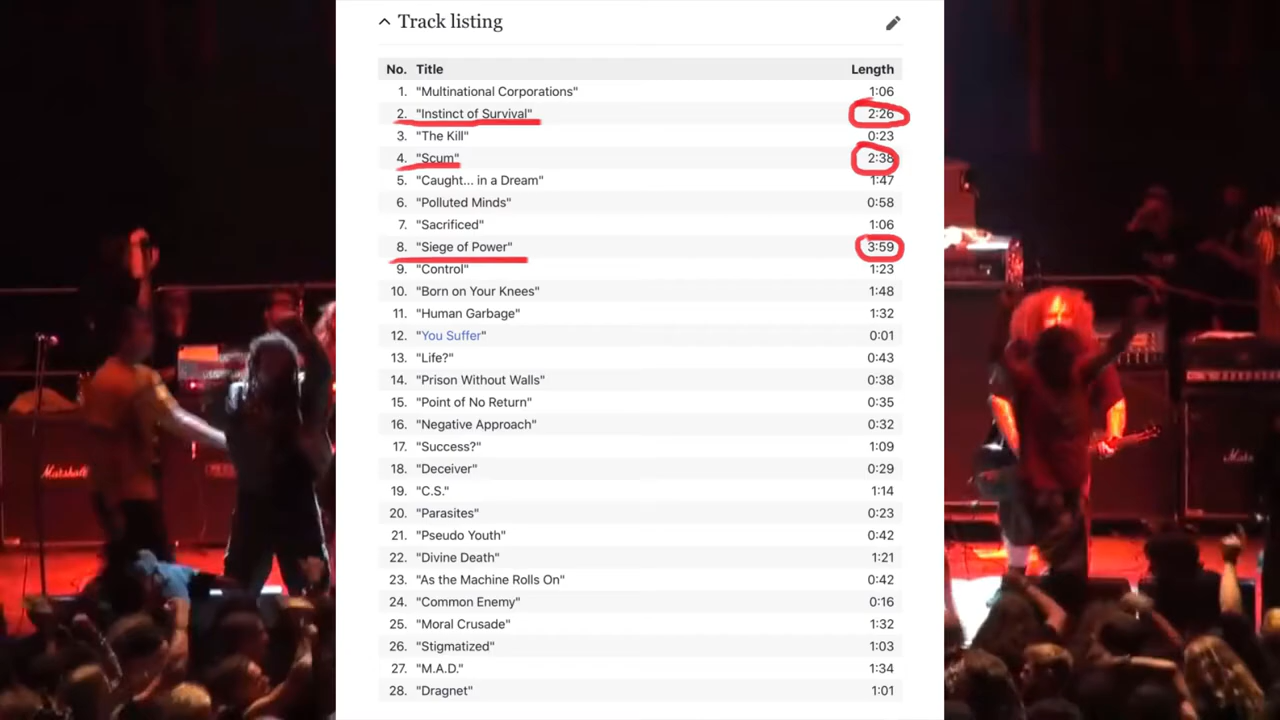 Track listing
No. Title Length
1. "Multinational Corporations" 1:06
2. "Instinct of Survival" 2:26
3. "The Kill" 0:23
4. "Scum" 2:38
5. "Caught... in a Dream" 1:47
6. "Polluted Minds" 0:58
7. "Sacrificed" 1:06
8. "Siege of Power" 3:59
9. "Control" 1:23
10. "Born on Your Knees" 1:48
11. "Human Garbage" 1:32
12. "You Suffer" 0:01
13. "Life?" 0:43
14. "Prison Without Walls" 0:38
15. "Point of No Return" 0:35
16. "Negative Approach" 0:32
17. "Success?" 1:09
18. "Deceiver" 0:29
19. "C.S." 1:14
20. "Parasites" 0:23
21. "Pseudo Youth" 0:42
22. "Divine Death" 1:21
23. "As the Machine Rolls On" 0:42
24. "Common Enemy" 0:16
25. "Moral Crusade" 1:32
26. "Stigmatized" 1:03
27. "M.A.D." 1:34
28. "Dragnet" 1:01
Marshall